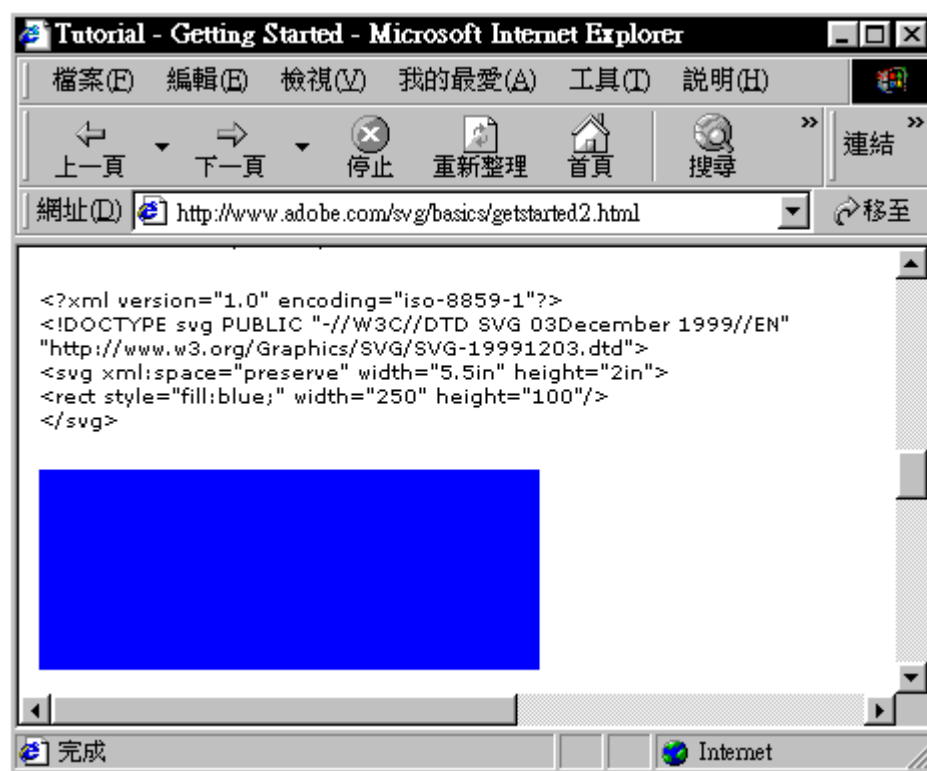 Tutorial - Getting Started - Microsoft Internet Explorer
檔案(F) 編輯(E) 檢視(V) 我的最愛(A) 工具(T) 說明(H)
上一頁 下一頁 停止 重新整理 首頁 搜尋 » 連結 »
網址(D) http://www.adobe.com/svg/basics/getstarted2.html 移至
<?xml version="1.0" encoding="iso-8859-1"?>
<!DOCTYPE svg PUBLIC "-//W3C//DTD SVG 03December 1999//EN"
"http://www.w3.org/Graphics/SVG/SVG-19991203.dtd">
<svg xml:space="preserve" width="5.5in" height="2in">
<rect style="fill:blue;" width="250" height="100"/>
</svg>
完成 Internet